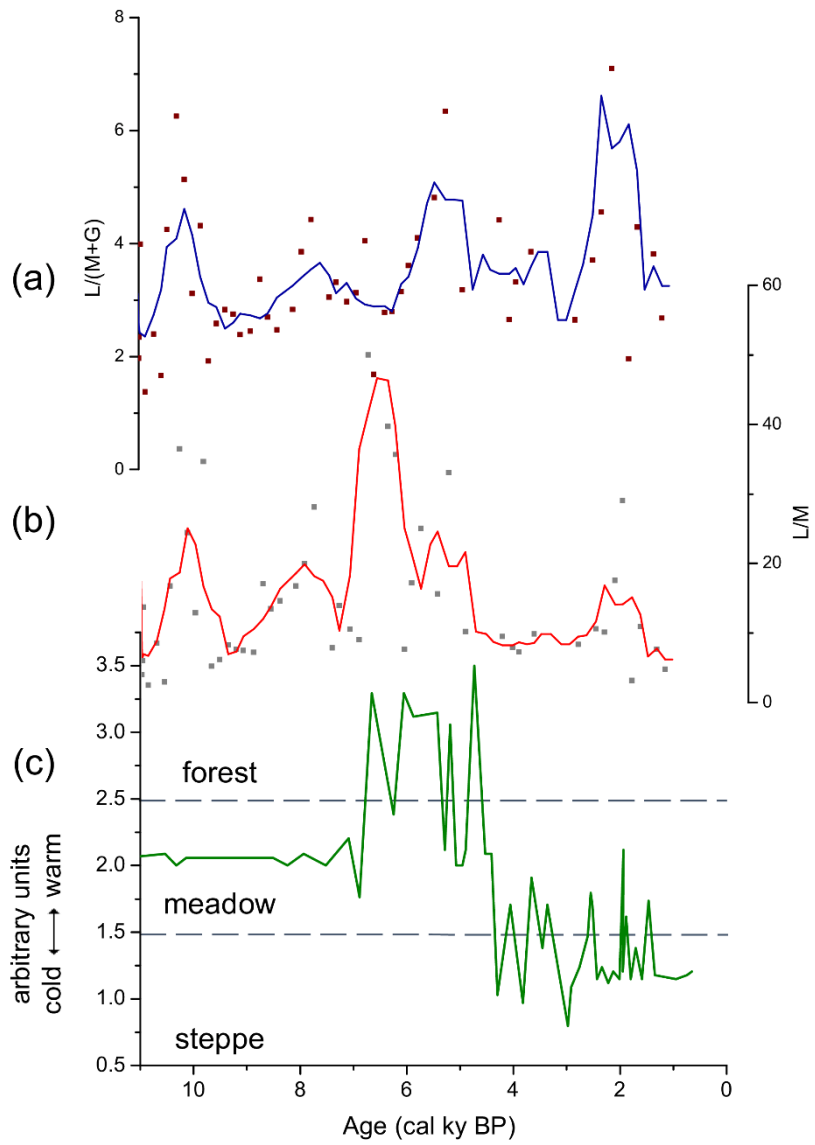 8
6
4
2
0
L/(M+G)
(a)
60
40
20
0
L/M
(b)
3.5
3.0
2.5
2.0
1.5
1.0
0.5
(c)
forest
meadow
steppe
arbitrary units
cold ⟷ warm
10 8 6 4 2 0
Age (cal ky BP)